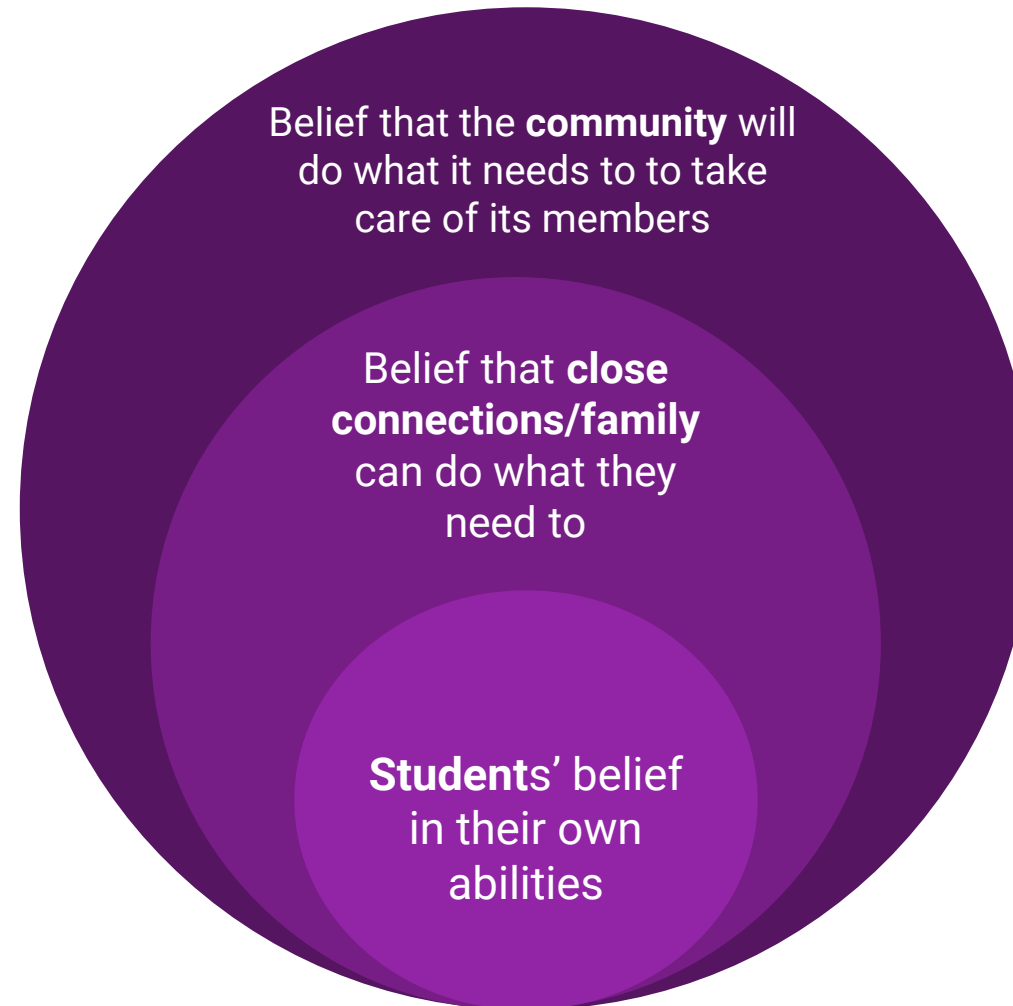 Belief that the community will
do what it needs to to take
care of its members
Belief that close
connections/family
can do what they
need to
Students’ belief
in their own
abilities